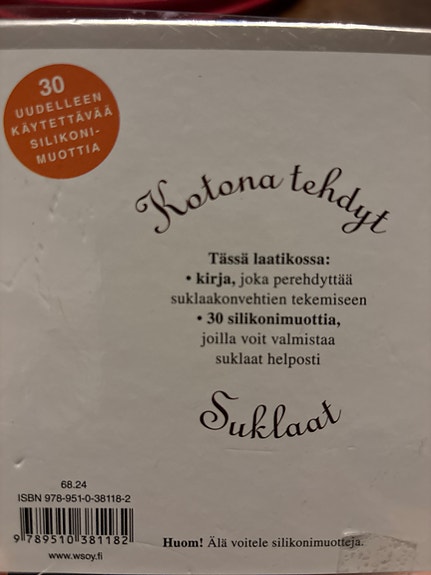 30
UUDELLEEN
KÄYTETTÄVÄÄ
SILIKONI-
MUOTTIA
Kotona tehdyt
Tässä laatikossa:
• kirja, joka perehdyttää
suklaakonvehtien tekemiseen
• 30 silikonimuottia,
joilla voit valmistaa
suklaat helposti
Suklaat
68.24
ISBN 978-951-0-38118-2
9 789510 381182
www.wsoy.fi
Huom! Älä voitele silikonimuotteja.